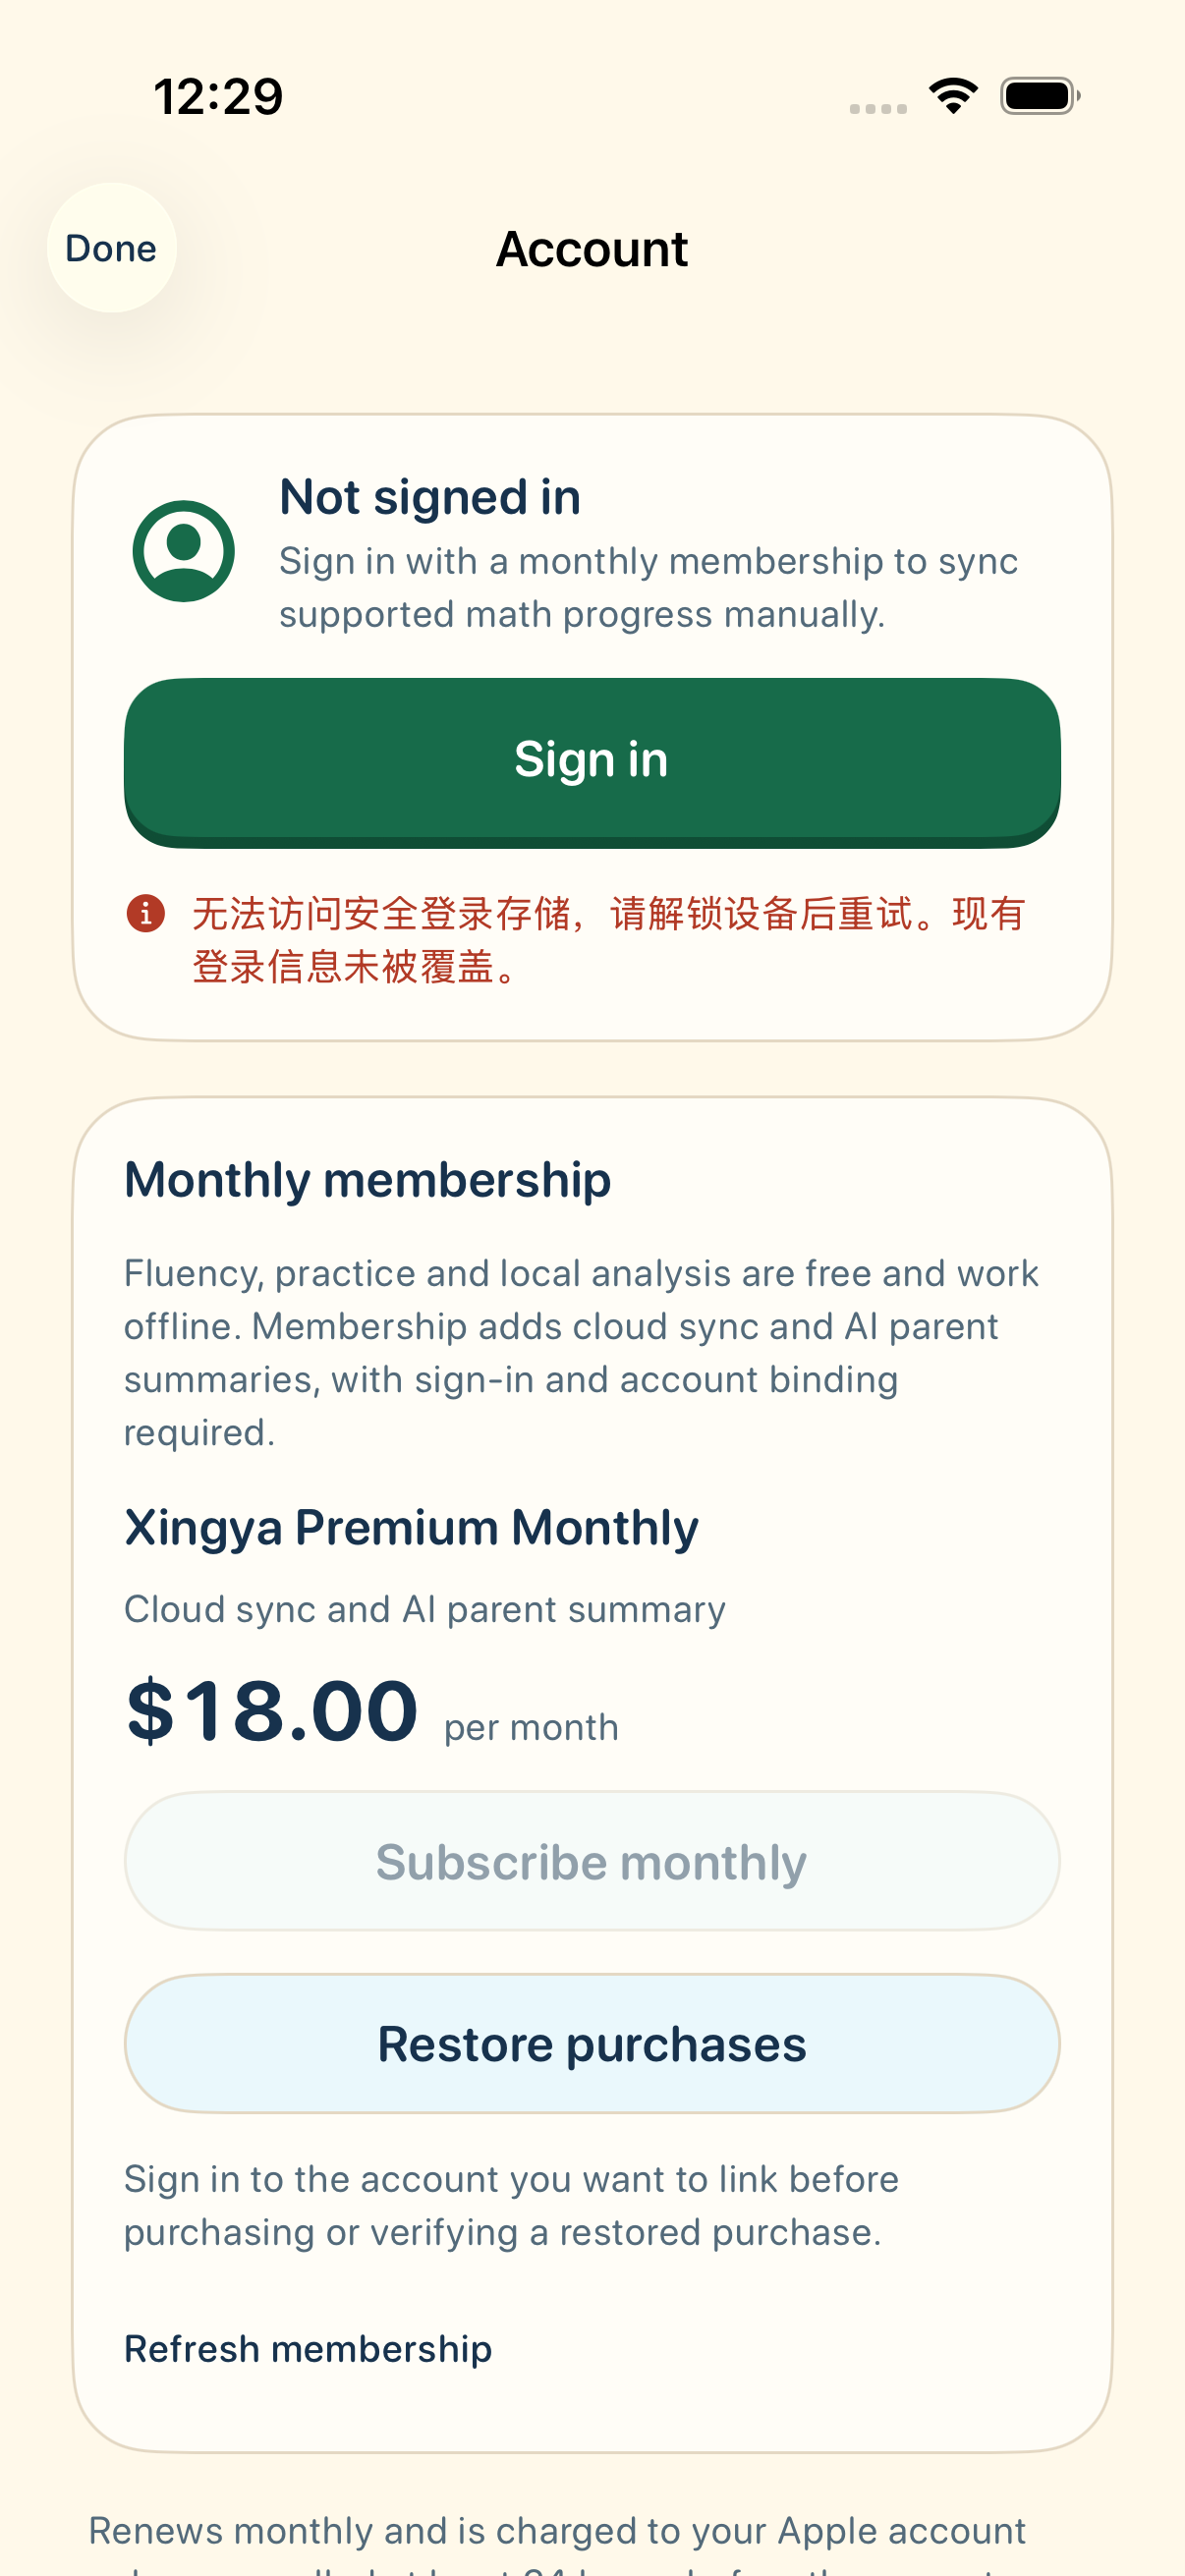 12:29
Done
Account
Not signed in
Sign in with a monthly membership to sync
supported math progress manually.
Sign in
无法访问安全登录存储，请解锁设备后重试。现有
登录信息未被覆盖。
Monthly membership
Fluency, practice and local analysis are free and work
offline. Membership adds cloud sync and AI parent
summaries, with sign-in and account binding
required.
Xingya Premium Monthly
Cloud sync and AI parent summary
$18.00 per month
Subscribe monthly
Restore purchases
Sign in to the account you want to link before
purchasing or verifying a restored purchase.
Refresh membership
Renews monthly and is charged to your Apple account